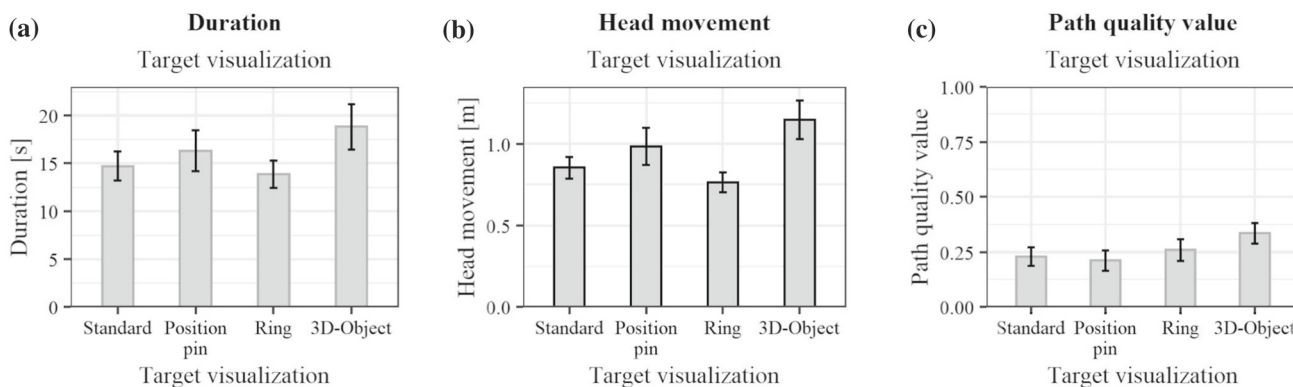 (a)
Duration
Target visualization
Duration [s]
20
15
10
5
0
Standard
Position pin
Ring
3D-Object
Target visualization
(b)
Head movement
Target visualization
Head movement [m]
1.0
0.5
0.0
Standard
Position pin
Ring
3D-Object
Target visualization
(c)
Path quality value
Target visualization
Path quality value
1.00
0.75
0.50
0.25
0.00
Standard
Position pin
Ring
3D-Object
Target visualization